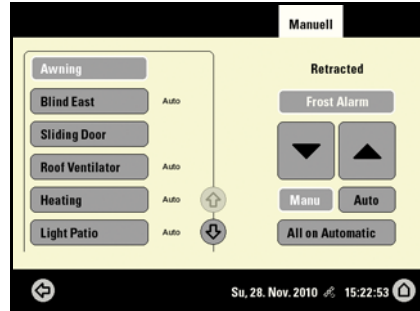 Manuell
Awning
Blind East Auto
Sliding Door
Roof Ventilator Auto
Heating Auto
Light Patio Auto
Retracted
Frost Alarm
Manu Auto
All on Automatic
Su, 28. Nov. 2010 15:22:53